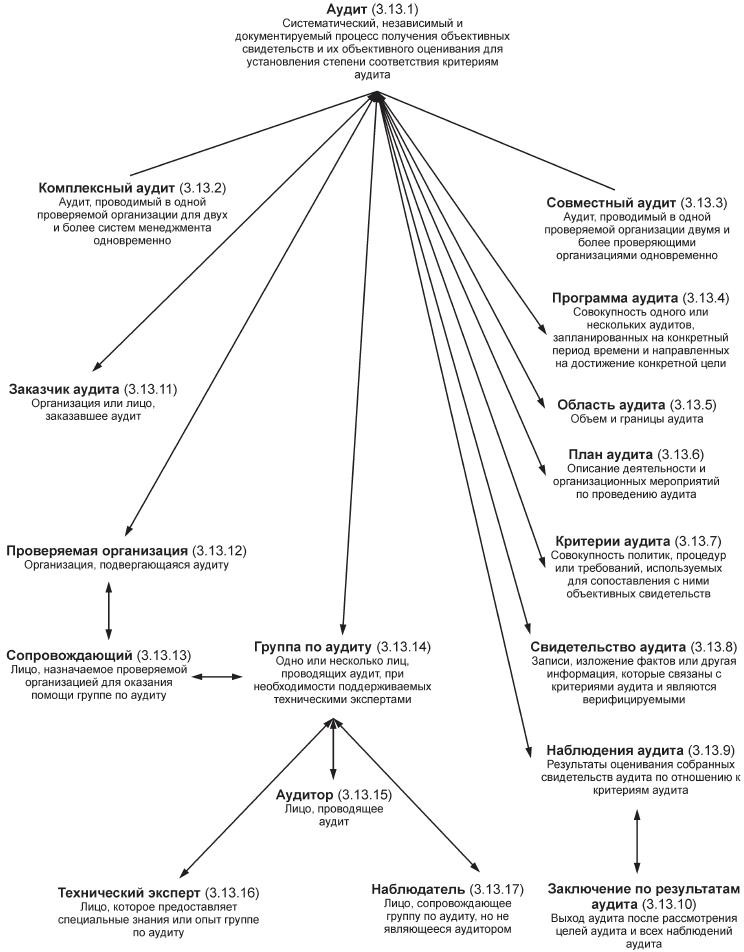 Аудит (3.13.1)
Систематический, независимый и
документируемый процесс получения объективных
свидетельств и их объективного оценивания для
установления степени соответствия критериям
аудита
Комплексный аудит (3.13.2)
Аудит, проводимый в одной
проверяемой организации для двух
и более систем менеджмента
одновременно
Совместный аудит (3.13.3)
Аудит, проводимый в одной
проверяемой организации двумя и
более проверяющими
организациями одновременно
Программа аудита (3.13.4)
Совокупность одного или
нескольких аудитов,
запланированных на конкретный
период времени и направленных
на достижение конкретной цели
Заказчик аудита (3.13.11)
Организация или лицо,
заказавшее аудит
Область аудита (3.13.5)
Объем и границы аудита
План аудита (3.13.6)
Описание деятельности и
организационных мероприятий
по проведению аудита
Критерии аудита (3.13.7)
Совокупность политик, процедур
или требований, используемых
для сопоставления с ними
объективных свидетельств
Проверяемая организация (3.13.12)
Организация, подвергающаяся аудиту
Сопровождающий (3.13.13)
Лицо, назначаемое проверяемой
организацией для оказания
помощи группе по аудиту
Группа по аудиту (3.13.14)
Одно или несколько лиц,
проводящих аудит, при
необходимости поддерживаемых
техническими экспертами
Свидетельство аудита (3.13.8)
Записи, изложение фактов или другая
информация, которые связаны с
критериями аудита и являются
верифицируемыми
Наблюдения аудита (3.13.9)
Результаты оценивания собранных
свидетельств аудита по отношению к
критериям аудита
Аудитор (3.13.15)
Лицо, проводящее
аудит
Технический эксперт (3.13.16)
Лицо, которое предоставляет
специальные знания или опыт группе
по аудиту
Наблюдатель (3.13.17)
Лицо, сопровождающее
группу по аудиту, но не
являющееся аудитором
Заключение по результатам
аудита (3.13.10)
Выход аудита после рассмотрения
целей аудита и всех наблюдений
аудита